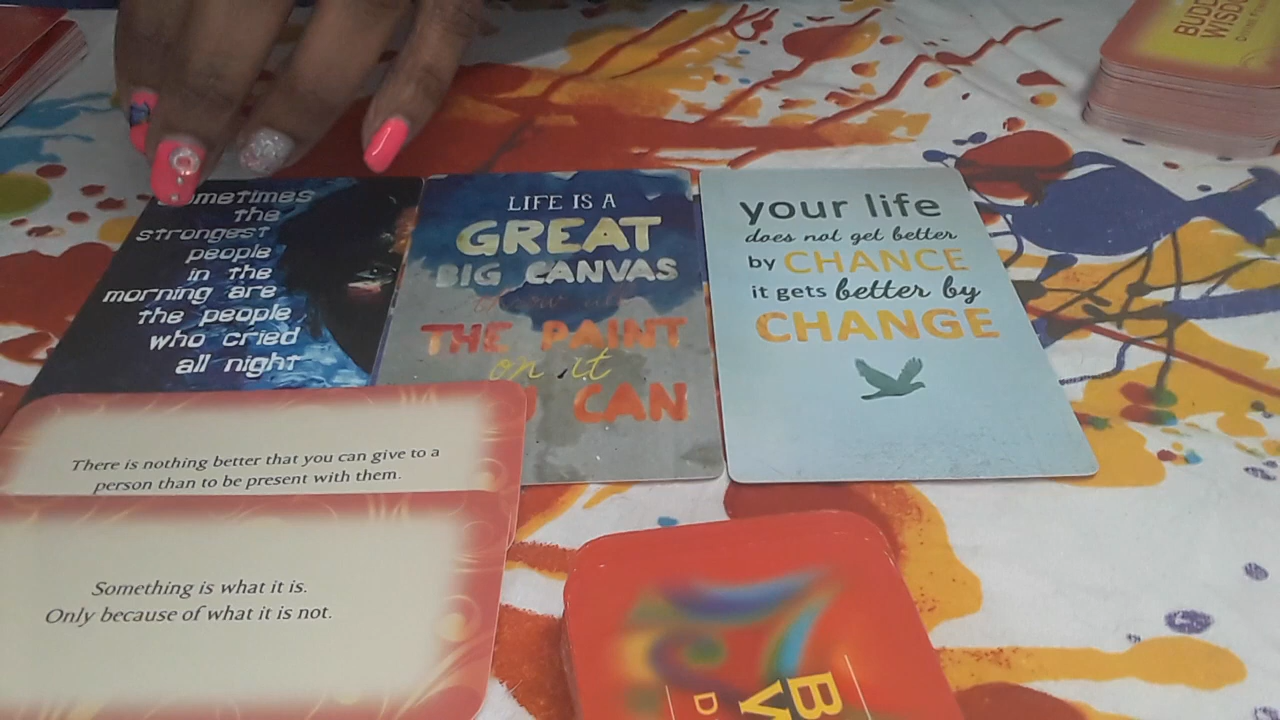 sometimes
the
strongest
people
in the
morning are
the people
who cried
all night
LIFE IS A
GREAT
BIG CANVAS
throw all
THE PAINT
on it
CAN
your life
does not get better
by CHANCE
it gets better by
CHANGE
There is nothing better that you can give to a
person than to be present with them.
Something is what it is.
Only because of what it is not.